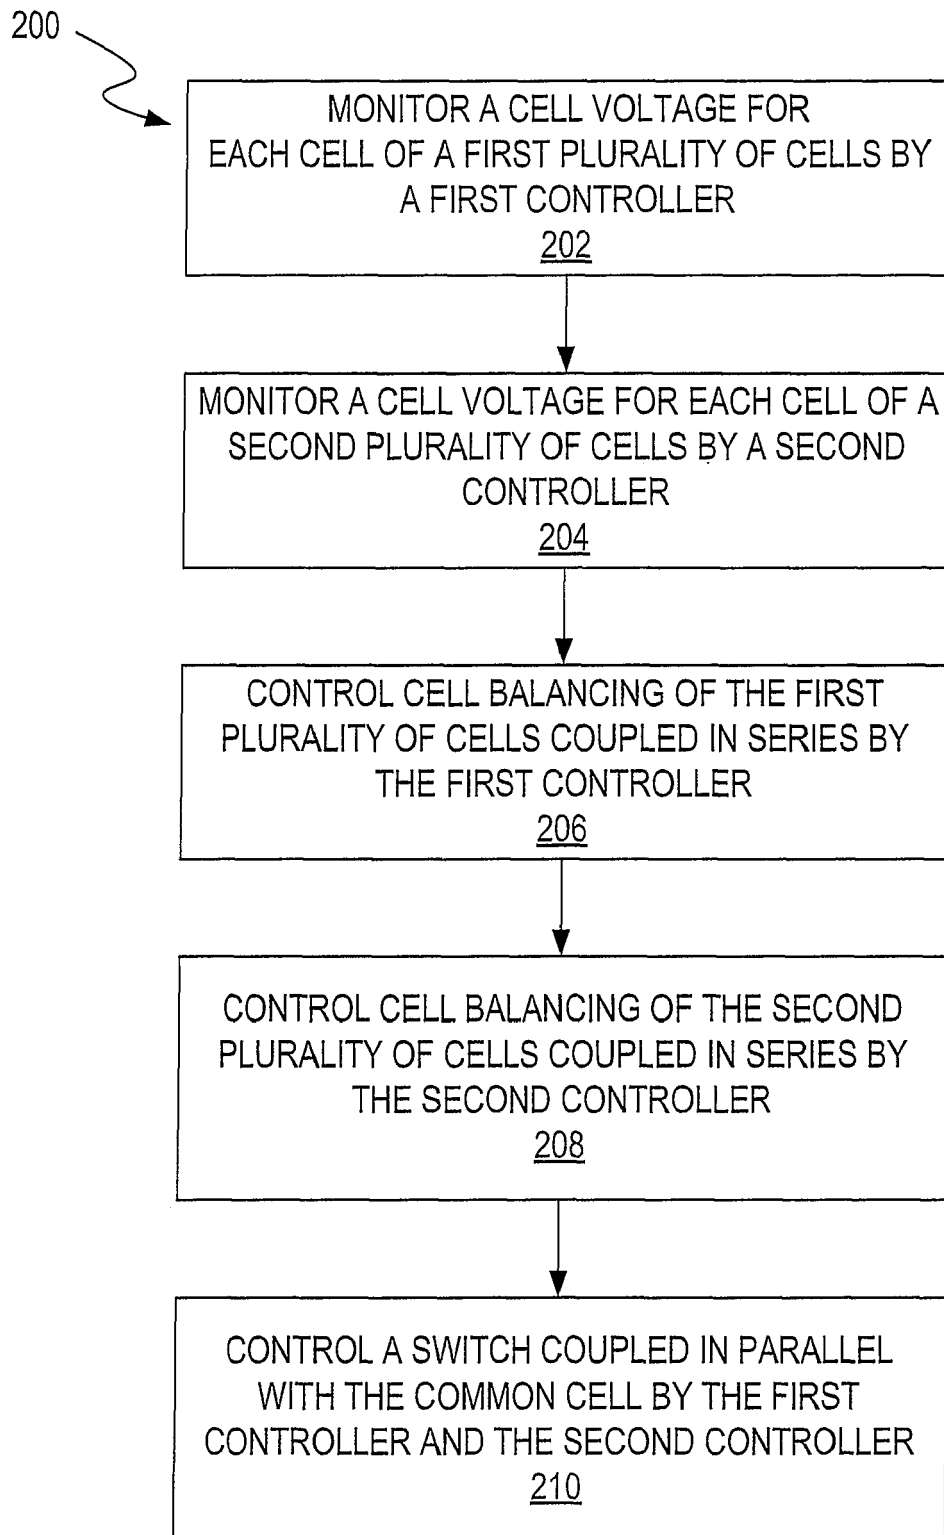 200
MONITOR A CELL VOLTAGE FOR
EACH CELL OF A FIRST PLURALITY OF CELLS BY
A FIRST CONTROLLER
202
MONITOR A CELL VOLTAGE FOR EACH CELL OF A
SECOND PLURALITY OF CELLS BY A SECOND
CONTROLLER
204
CONTROL CELL BALANCING OF THE FIRST
PLURALITY OF CELLS COUPLED IN SERIES BY
THE FIRST CONTROLLER
206
CONTROL CELL BALANCING OF THE SECOND
PLURALITY OF CELLS COUPLED IN SERIES BY
THE SECOND CONTROLLER
208
CONTROL A SWITCH COUPLED IN PARALLEL
WITH THE COMMON CELL BY THE FIRST
CONTROLLER AND THE SECOND CONTROLLER
210